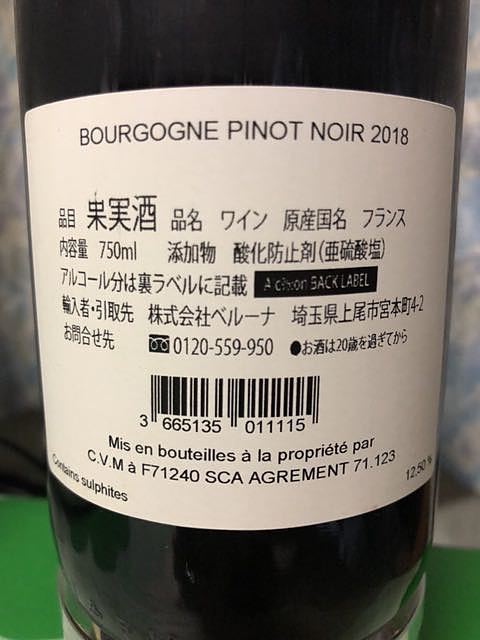 BOURGOGNE PINOT NOIR 2018
品目 果実酒 品名 ワイン 原産国名 フランス
内容量 750ml 添加物 酸化防止剤(亜硫酸塩)
アルコール分は裏ラベルに記載 BACK LABEL
輸入者・引取先 株式会社ベルーナ 埼玉県上尾市宮本町4-2
お問合せ先 0120-559-950 ●お酒は20歳を過ぎてから
3 665135 011115
Mis en bouteilles à la propriété par
C.V.M à F71240 SCA AGREMENT 71.123
Contains sulphites
12,50 %